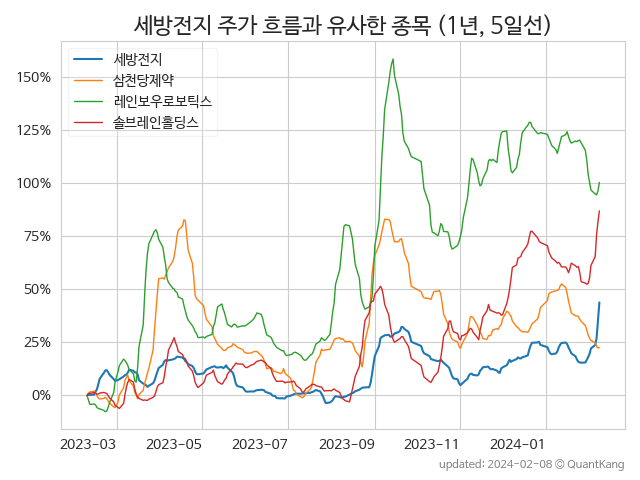 세방전지 주가 흐름과 유사한 종목 (1년, 5일선)
세방전지
삼천당제약
레인보우로보틱스
솔브레인홀딩스
150%
125%
100%
75%
50%
25%
0%
2023-03 2023-05 2023-07 2023-09 2023-11 2024-01
updated: 2024-02-08 © QuantKang